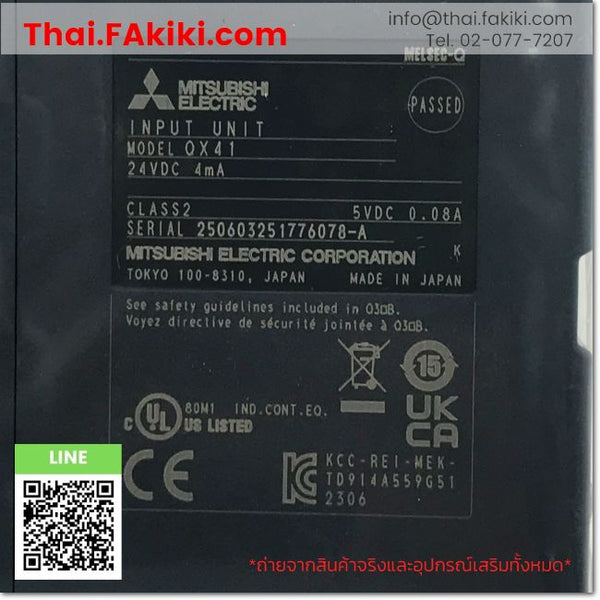 Thai.FAkiki.com
info@thai.fakiki.com
Tel. 02-077-7207
MELSEC-Q
MITSUBISHI
ELECTRIC
PASSED
INPUT UNIT
MODEL QX41
24VDC 4mA
CLASS2 5VDC 0.08A
SERIAL 250603251776078-A
MITSUBISHI ELECTRIC CORPORATION K
TOKYO 100-8310, JAPAN MADE IN JAPAN
See safety guidelines included in Q3□B.
Voyez directive de sécurité jointée à Q3□B.
15
c UL US LISTED
80M1 IND.CONT.EQ.
UK
CA
CE
KCC-REI-MEK-
TD914A559G51
2306
LINE
*ถ่ายจากสินค้าจริงและอุปกรณ์เสริมทั้งหมด*